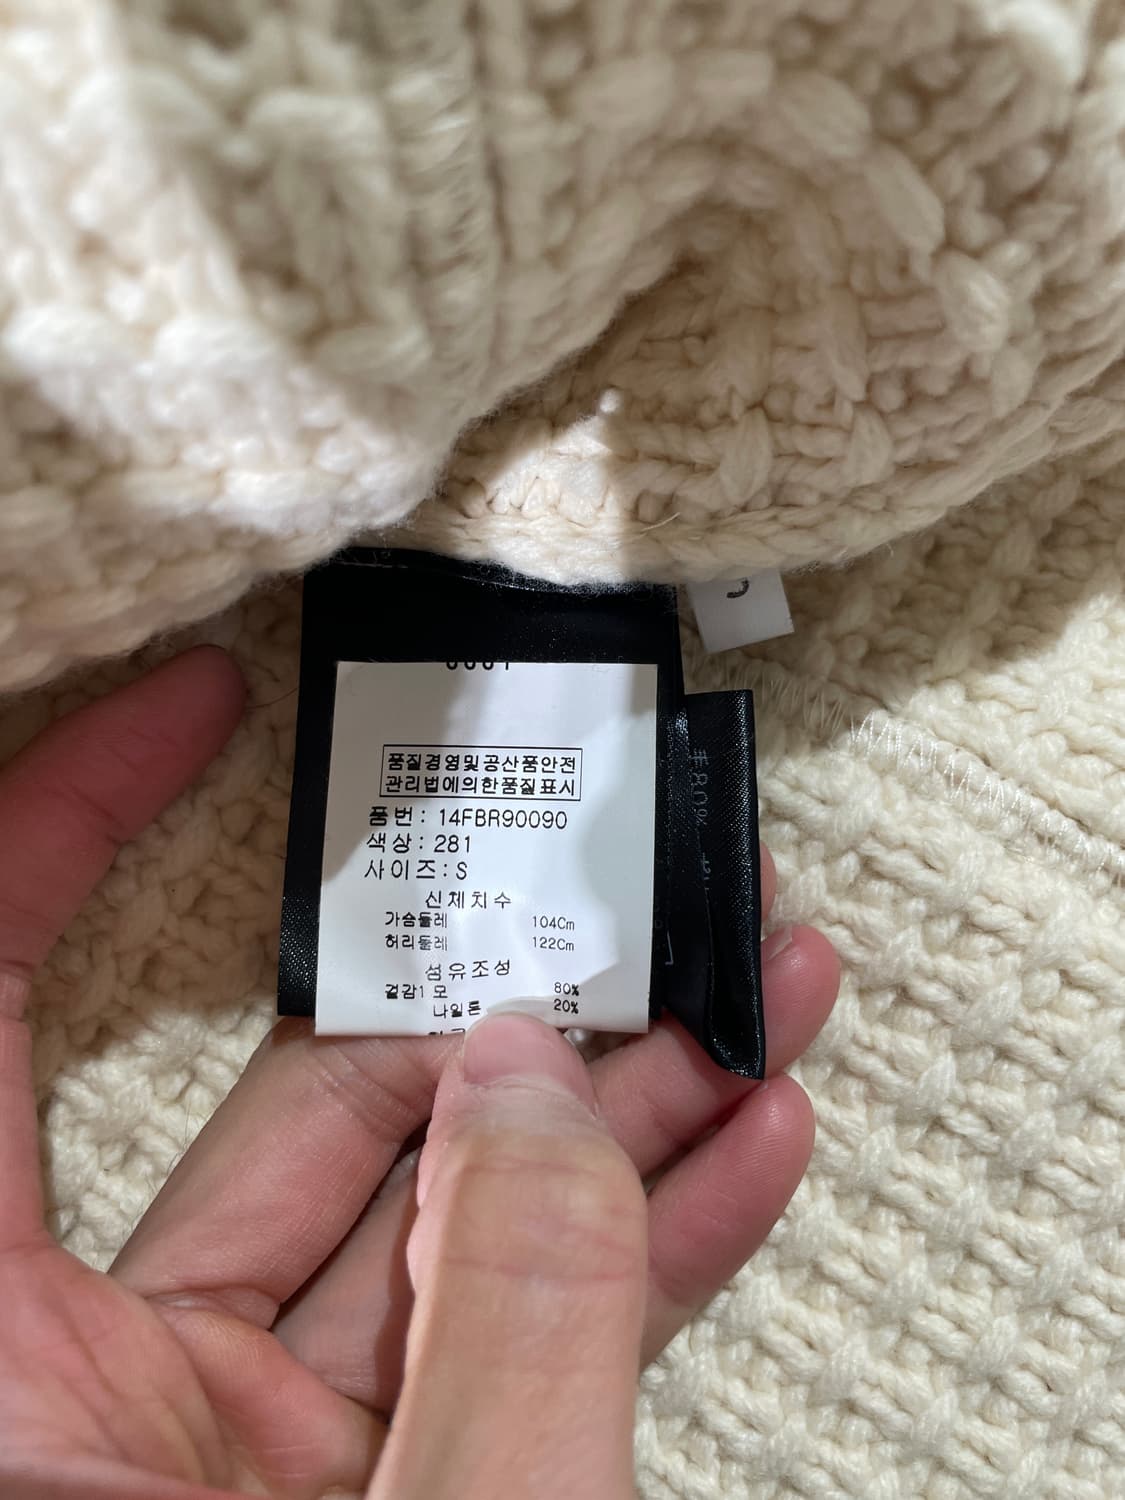 품질경영및공산품안전
관리법에의한품질표시
품번: 14FBR90090
색상: 281
사이즈: S
신체치수
가슴둘레 104Cm
허리둘레 122Cm
섬유조성
겉감1 모 80%
나일론 20%